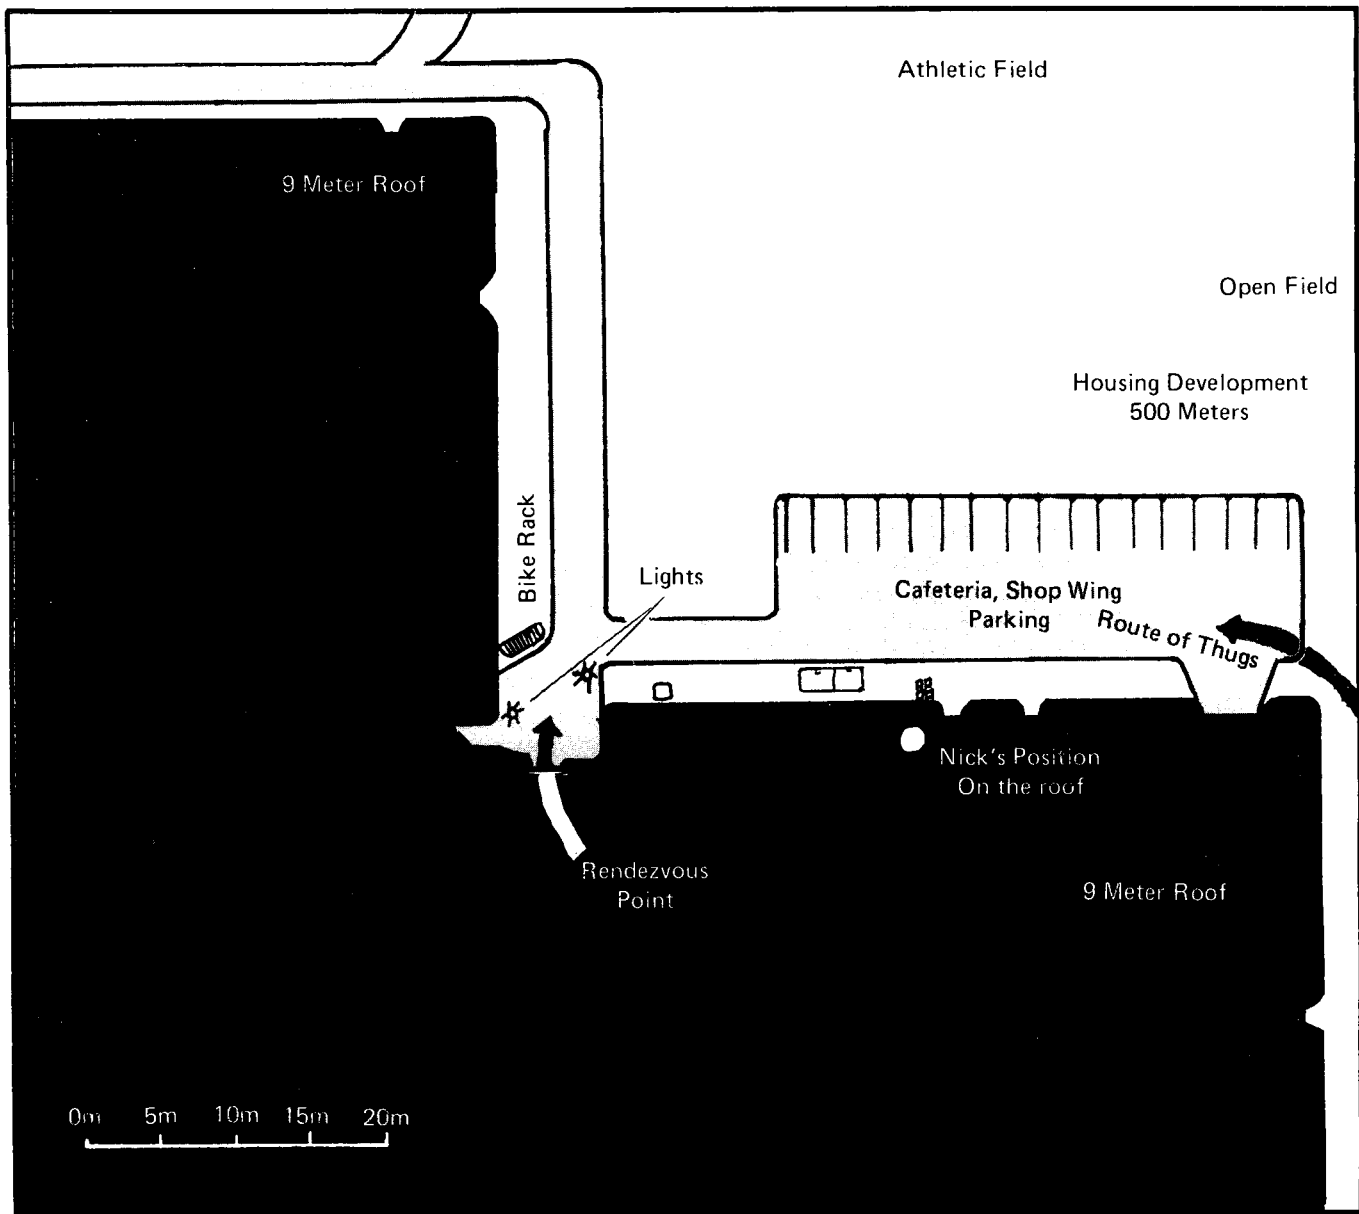 Athletic Field
9 Meter Roof
Open Field
Housing Development
500 Meters
Bike Rack
Lights
Cafeteria, Shop Wing
Parking
Route of Thugs
Nick's Position
On the roof
Rendezvous
Point
9 Meter Roof
0m 5m 10m 15m 20m